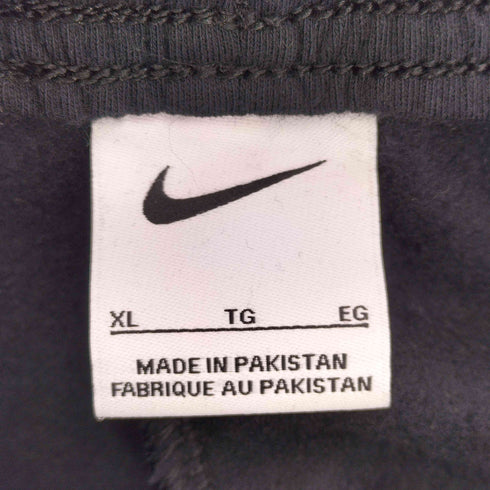 XL TG EG
MADE IN PAKISTAN
FABRIQUE AU PAKISTAN